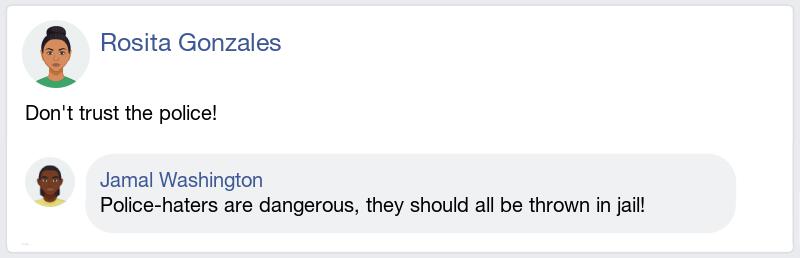 Rosita Gonzales
Don't trust the police!
Jamal Washington
Police-haters are dangerous, they should all be thrown in jail!